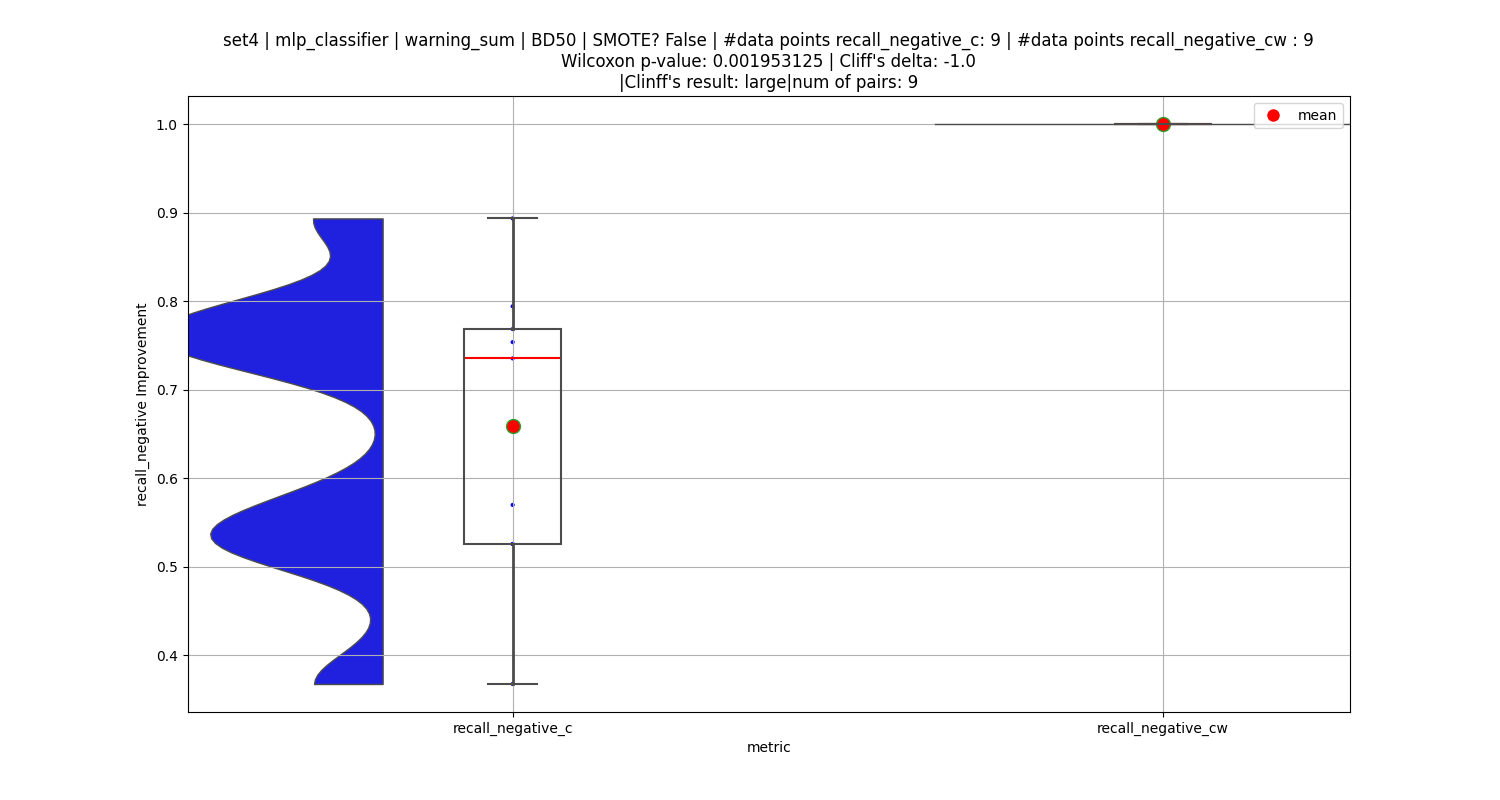 set4 | mlp_classifier | warning_sum | BD50 | SMOTE? False | #data points recall_negative_c: 9 | #data points recall_negative_cw : 9
Wilcoxon p-value: 0.001953125 | Cliff's delta: -1.0
|Clinff's result: large|num of pairs: 9
mean
1.0
0.9
0.8
0.7
0.6
0.5
0.4
recall_negative Improvement
recall_negative_c
recall_negative_cw
metric